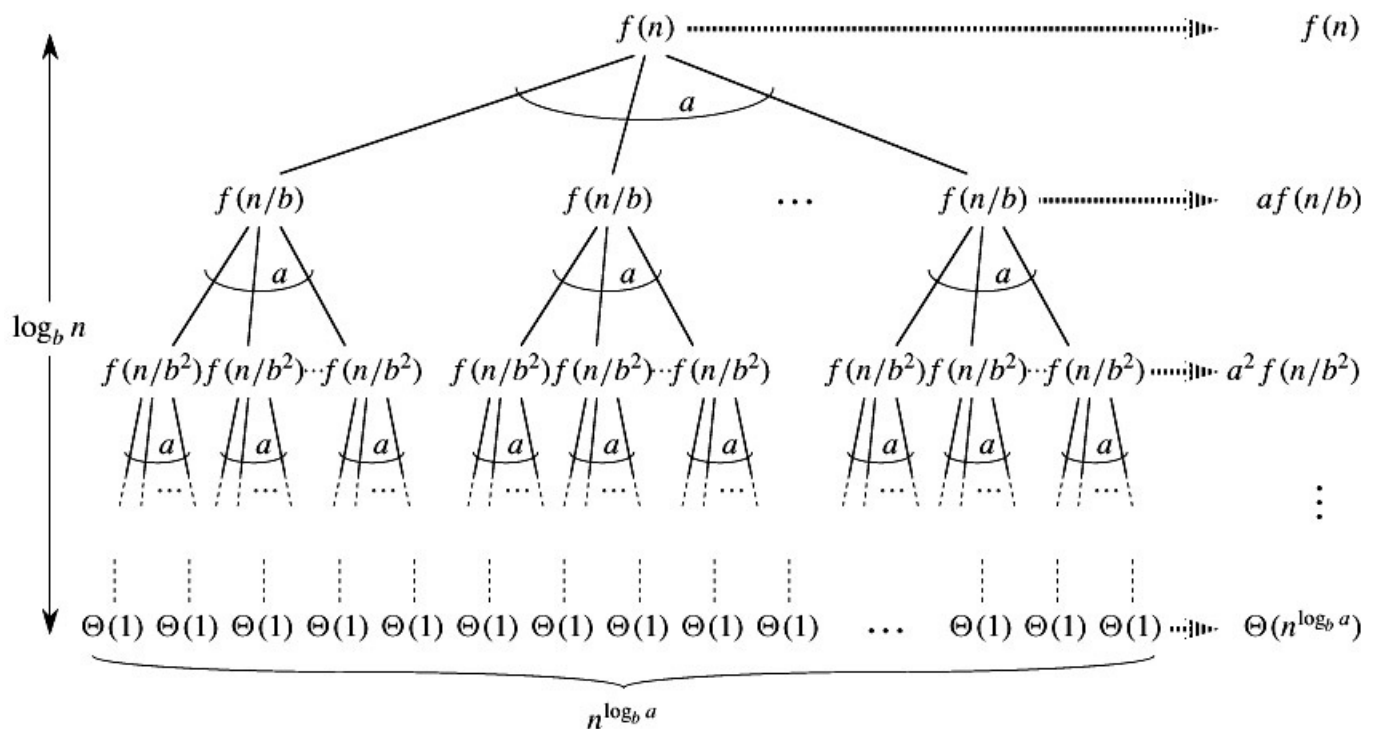 f(n) f(n)
a
f(n/b) f(n/b) ··· f(n/b) af(n/b)
a a a
log_b n
f(n/b²) f(n/b²) ··· f(n/b²) f(n/b²) f(n/b²) ··· f(n/b²) f(n/b²) f(n/b²) ··· f(n/b²) a² f(n/b²)
a a a a a a a a a
··· ··· ··· ··· ··· ··· ··· ··· ··· ⋮
Θ(1) Θ(1) Θ(1) Θ(1) Θ(1) Θ(1) Θ(1) Θ(1) Θ(1) Θ(1) ··· Θ(1) Θ(1) Θ(1) Θ(n^{log_b a})
n^{log_b a}